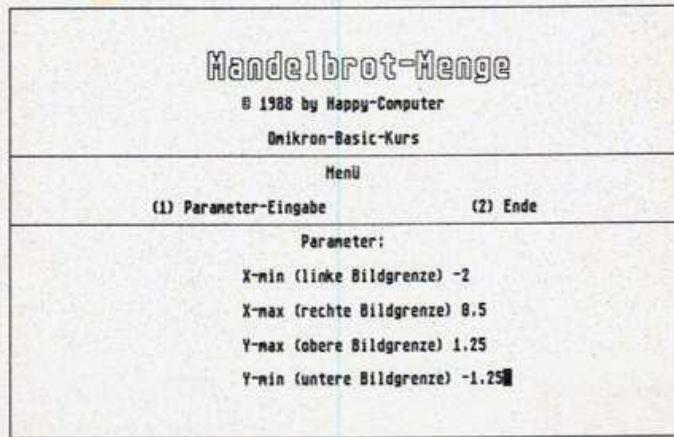 Mandelbrot-Menge
© 1988 by Happy-Computer
Omikron-Basic-Kurs
Menü
(1) Parameter-Eingabe (2) Ende
Parameter:
X-min (linke Bildgrenze) -2
X-max (rechte Bildgrenze) 0.5
Y-max (obere Bildgrenze) 1.25
Y-min (untere Bildgrenze) -1.25